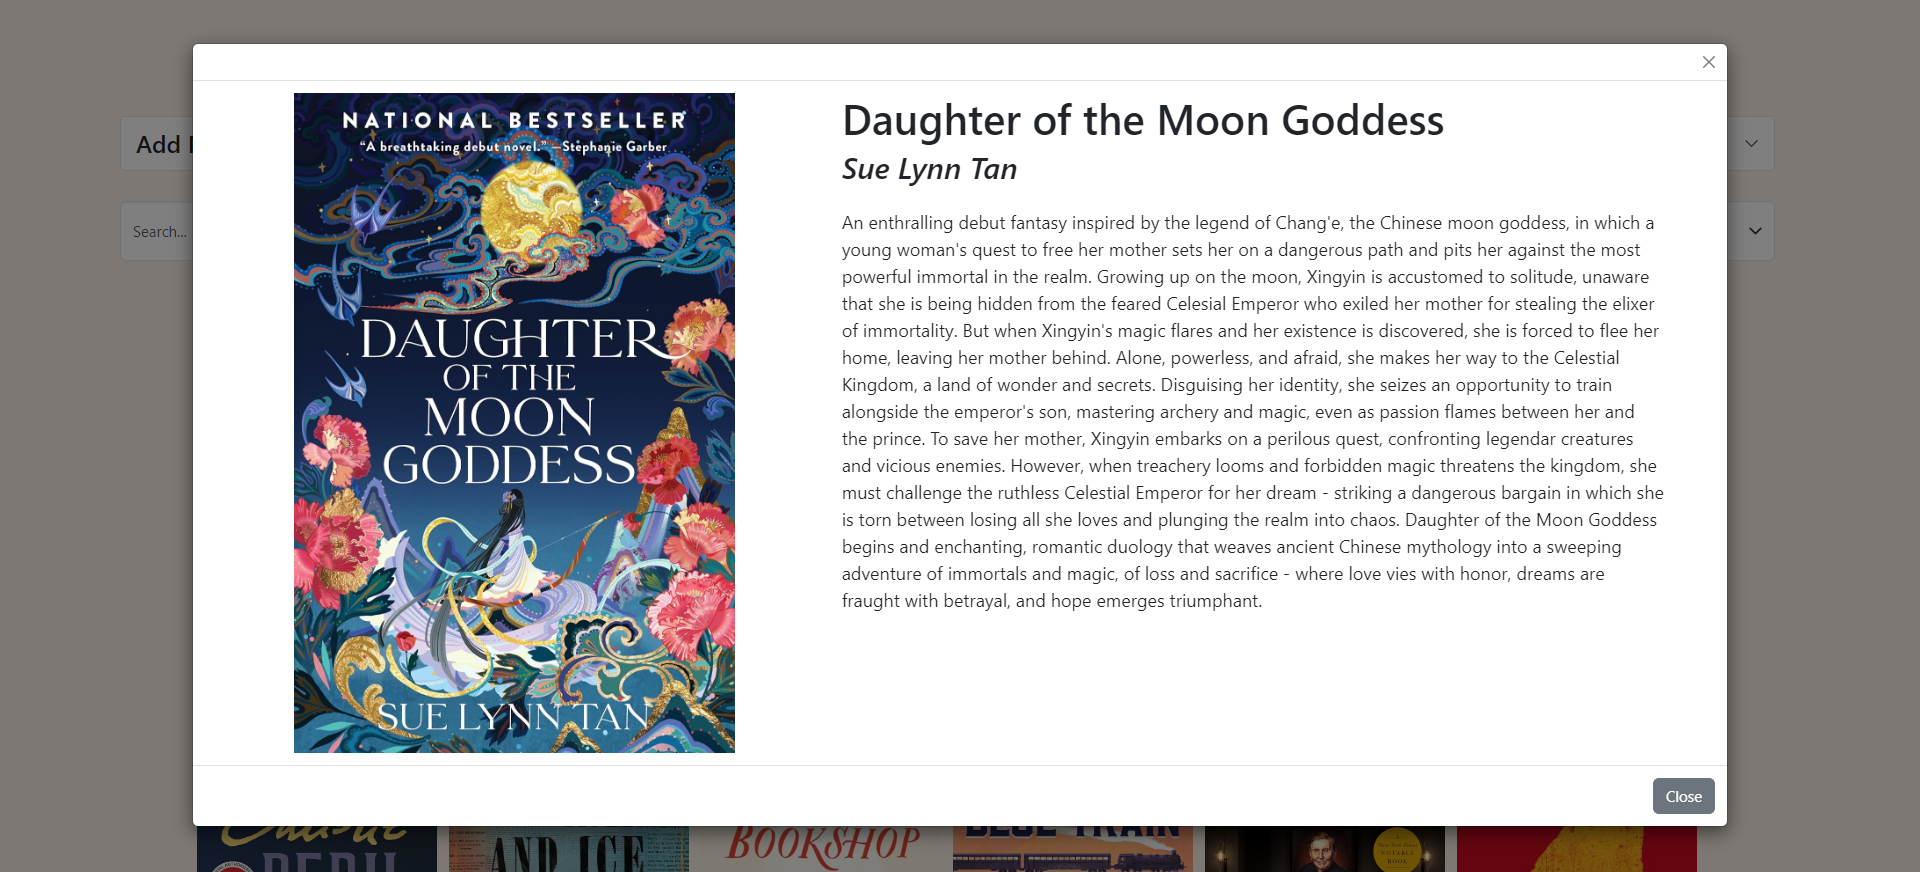 Add
Search...
NATIONAL BESTSELLER
“A breathtaking debut novel.” —Stephanie Garber
DAUGHTER
OF THE
MOON
GODDESS
SUE LYNN TAN
Daughter of the Moon Goddess
Sue Lynn Tan
An enthralling debut fantasy inspired by the legend of Chang'e, the Chinese moon goddess, in which a
young woman's quest to free her mother sets her on a dangerous path and pits her against the most
powerful immortal in the realm. Growing up on the moon, Xingyin is accustomed to solitude, unaware
that she is being hidden from the feared Celesial Emperor who exiled her mother for stealing the elixer
of immortality. But when Xingyin's magic flares and her existence is discovered, she is forced to flee her
home, leaving her mother behind. Alone, powerless, and afraid, she makes her way to the Celestial
Kingdom, a land of wonder and secrets. Disguising her identity, she seizes an opportunity to train
alongside the emperor's son, mastering archery and magic, even as passion flames between her and
the prince. To save her mother, Xingyin embarks on a perilous quest, confronting legendar creatures
and vicious enemies. However, when treachery looms and forbidden magic threatens the kingdom, she
must challenge the ruthless Celestial Emperor for her dream - striking a dangerous bargain in which she
is torn between losing all she loves and plunging the realm into chaos. Daughter of the Moon Goddess
begins and enchanting, romantic duology that weaves ancient Chinese mythology into a sweeping
adventure of immortals and magic, of loss and sacrifice - where love vies with honor, dreams are
fraught with betrayal, and hope emerges triumphant.
Close
AND ICE
BOOKSHOP
BLUE TRAIN
NOTABLE
BOOK